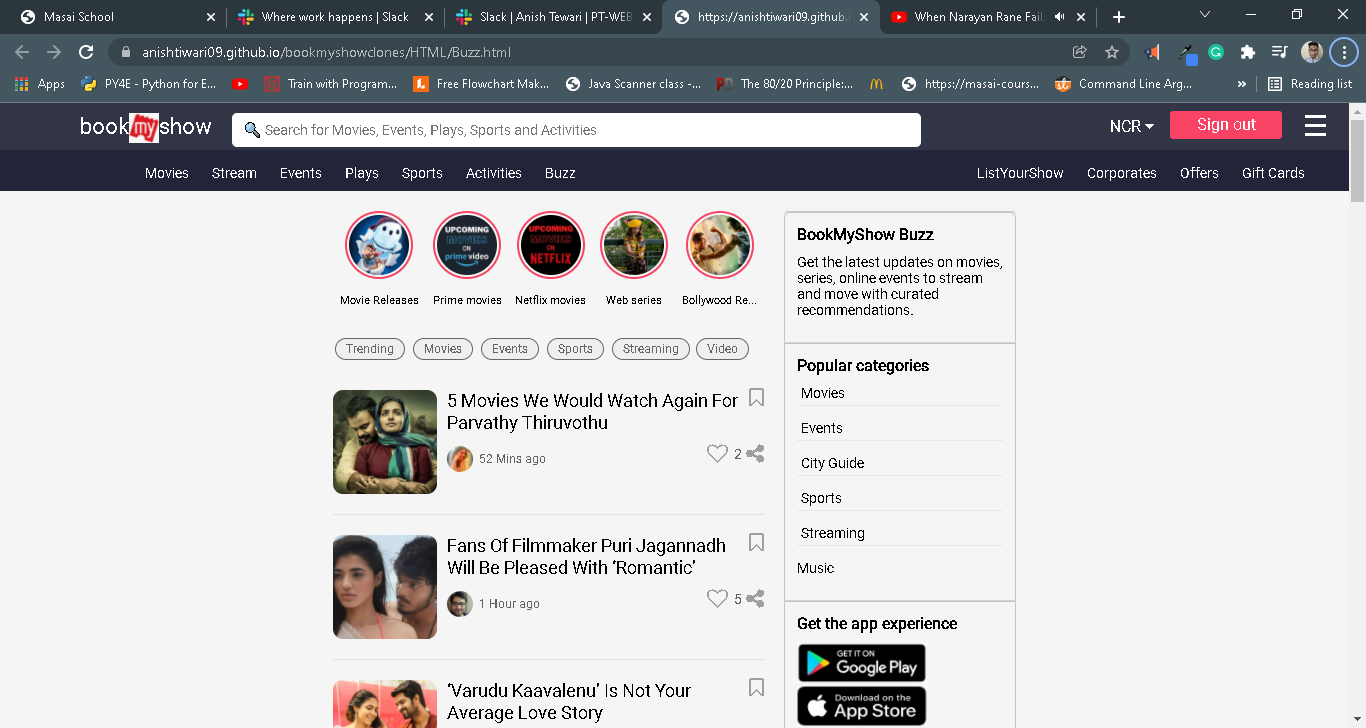 Masai School
Where work happens | Slack
Slack | Anish Tewari | PT-WEB
https://anishtiwari09.github.i
When Narayan Rane Fail
anishtiwari09.github.io/bookmyshowclones/HTML/Buzz.html
Apps
PY4E - Python for E...
Train with Program...
Free Flowchart Mak...
Java Scanner class -...
The 80/20 Principle:...
https://masai-cours...
Command Line Arg...
»
Reading list
bookmyshow
Search for Movies, Events, Plays, Sports and Activities
NCR
Sign out
Movies
Stream
Events
Plays
Sports
Activities
Buzz
ListYourShow
Corporates
Offers
Gift Cards
UPCOMING
MOVIES
ON
prime video
UPCOMING
MOVIES
ON
NETFLIX
Movie Releases
Prime movies
Netflix movies
Web series
Bollywood Re...
Trending
Movies
Events
Sports
Streaming
Video
5 Movies We Would Watch Again For
Parvathy Thiruvothu
52 Mins ago
2
Fans Of Filmmaker Puri Jagannadh
Will Be Pleased With ‘Romantic’
1 Hour ago
5
‘Varudu Kaavalenu’ Is Not Your
Average Love Story
BookMyShow Buzz
Get the latest updates on movies,
series, online events to stream
and move with curated
recommendations.
Popular categories
Movies
Events
City Guide
Sports
Streaming
Music
Get the app experience
GET IT ON
Google Play
Download on the
App Store